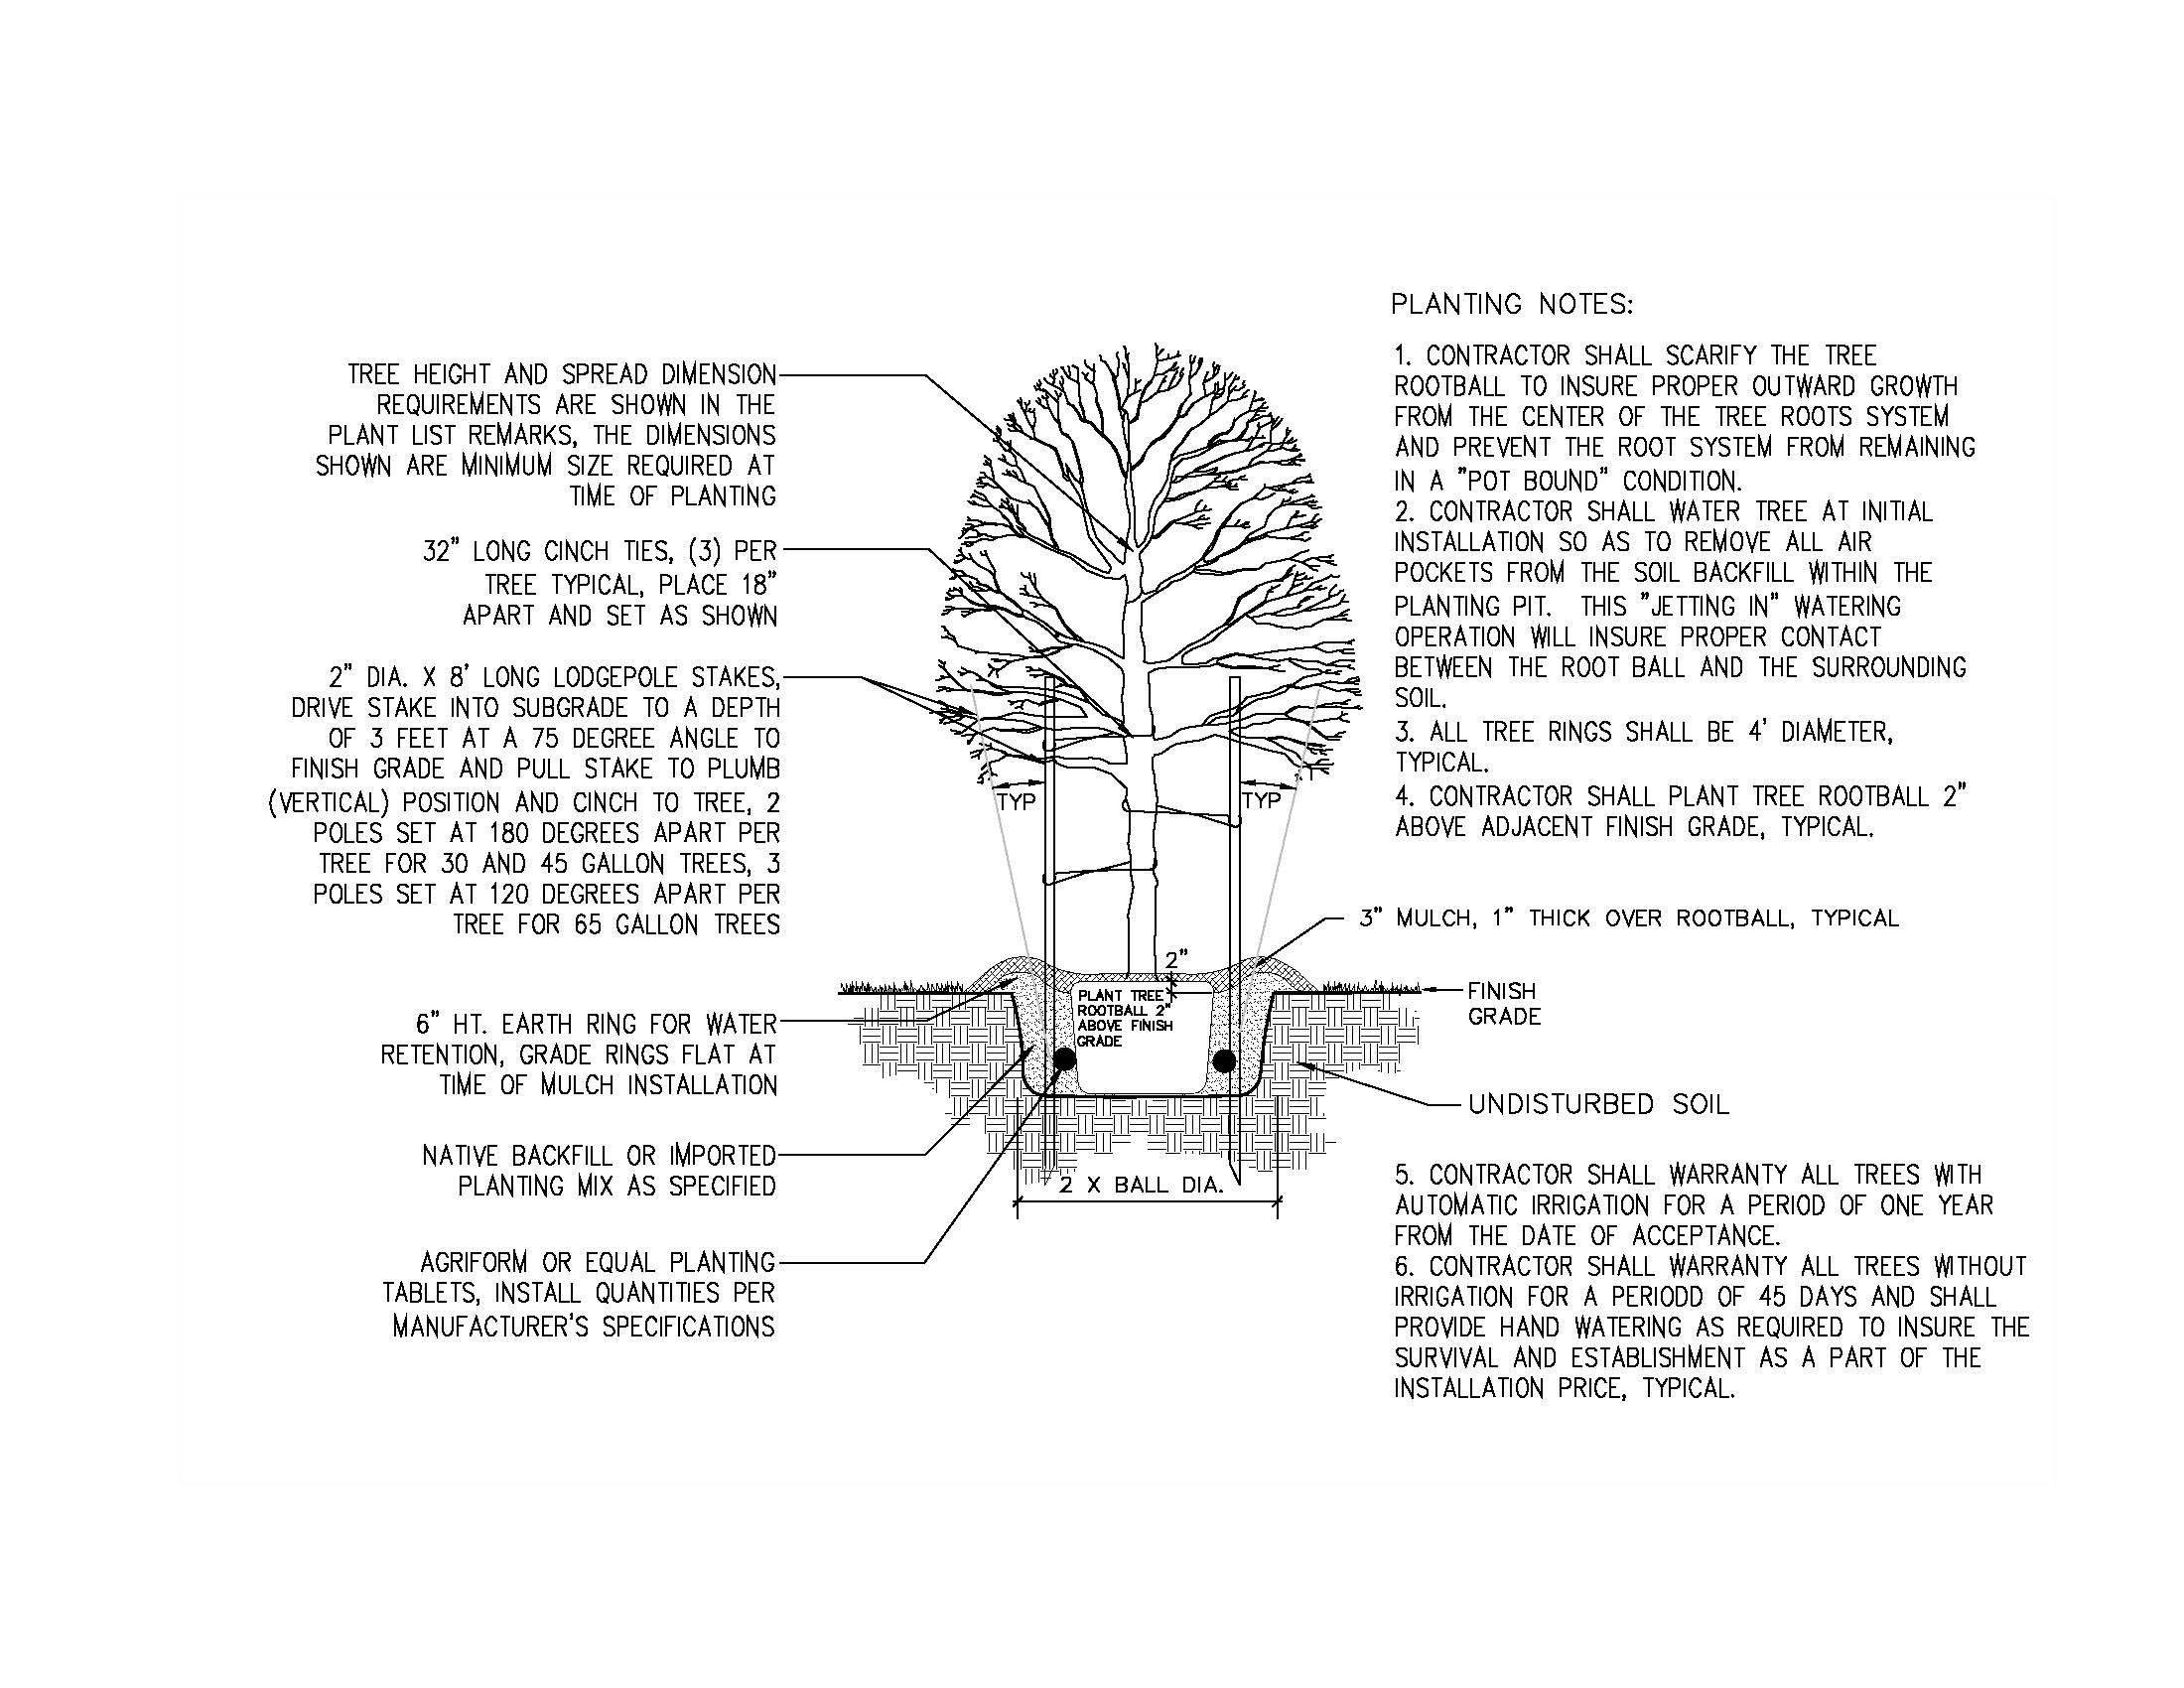 TREE HEIGHT AND SPREAD DIMENSION
REQUIREMENTS ARE SHOWN IN THE
PLANT LIST REMARKS, THE DIMENSIONS
SHOWN ARE MINIMUM SIZE REQUIRED AT
TIME OF PLANTING
32" LONG CINCH TIES, (3) PER
TREE TYPICAL, PLACE 18"
APART AND SET AS SHOWN
2" DIA. X 8' LONG LODGEPOLE STAKES,
DRIVE STAKE INTO SUBGRADE TO A DEPTH
OF 3 FEET AT A 75 DEGREE ANGLE TO
FINISH GRADE AND PULL STAKE TO PLUMB
(VERTICAL) POSITION AND CINCH TO TREE, 2
POLES SET AT 180 DEGREES APART PER
TREE FOR 30 AND 45 GALLON TREES, 3
POLES SET AT 120 DEGREES APART PER
TREE FOR 65 GALLON TREES
6" HT. EARTH RING FOR WATER
RETENTION, GRADE RINGS FLAT AT
TIME OF MULCH INSTALLATION
NATIVE BACKFILL OR IMPORTED
PLANTING MIX AS SPECIFIED
AGRIFORM OR EQUAL PLANTING
TABLETS, INSTALL QUANTITIES PER
MANUFACTURER'S SPECIFICATIONS
TYP
TYP
2"
PLANT TREE
ROOTBALL 2"
ABOVE FINISH
GRADE
2 X BALL DIA.
PLANTING NOTES:
1. CONTRACTOR SHALL SCARIFY THE TREE
ROOTBALL TO INSURE PROPER OUTWARD GROWTH
FROM THE CENTER OF THE TREE ROOTS SYSTEM
AND PREVENT THE ROOT SYSTEM FROM REMAINING
IN A "POT BOUND" CONDITION.
2. CONTRACTOR SHALL WATER TREE AT INITIAL
INSTALLATION SO AS TO REMOVE ALL AIR
POCKETS FROM THE SOIL BACKFILL WITHIN THE
PLANTING PIT. THIS "JETTING IN" WATERING
OPERATION WILL INSURE PROPER CONTACT
BETWEEN THE ROOT BALL AND THE SURROUNDING
SOIL.
3. ALL TREE RINGS SHALL BE 4' DIAMETER,
TYPICAL.
4. CONTRACTOR SHALL PLANT TREE ROOTBALL 2"
ABOVE ADJACENT FINISH GRADE, TYPICAL.
3" MULCH, 1" THICK OVER ROOTBALL, TYPICAL
FINISH
GRADE
UNDISTURBED SOIL
5. CONTRACTOR SHALL WARRANTY ALL TREES WITH
AUTOMATIC IRRIGATION FOR A PERIOD OF ONE YEAR
FROM THE DATE OF ACCEPTANCE.
6. CONTRACTOR SHALL WARRANTY ALL TREES WITHOUT
IRRIGATION FOR A PERIODD OF 45 DAYS AND SHALL
PROVIDE HAND WATERING AS REQUIRED TO INSURE THE
SURVIVAL AND ESTABLISHMENT AS A PART OF THE
INSTALLATION PRICE, TYPICAL.